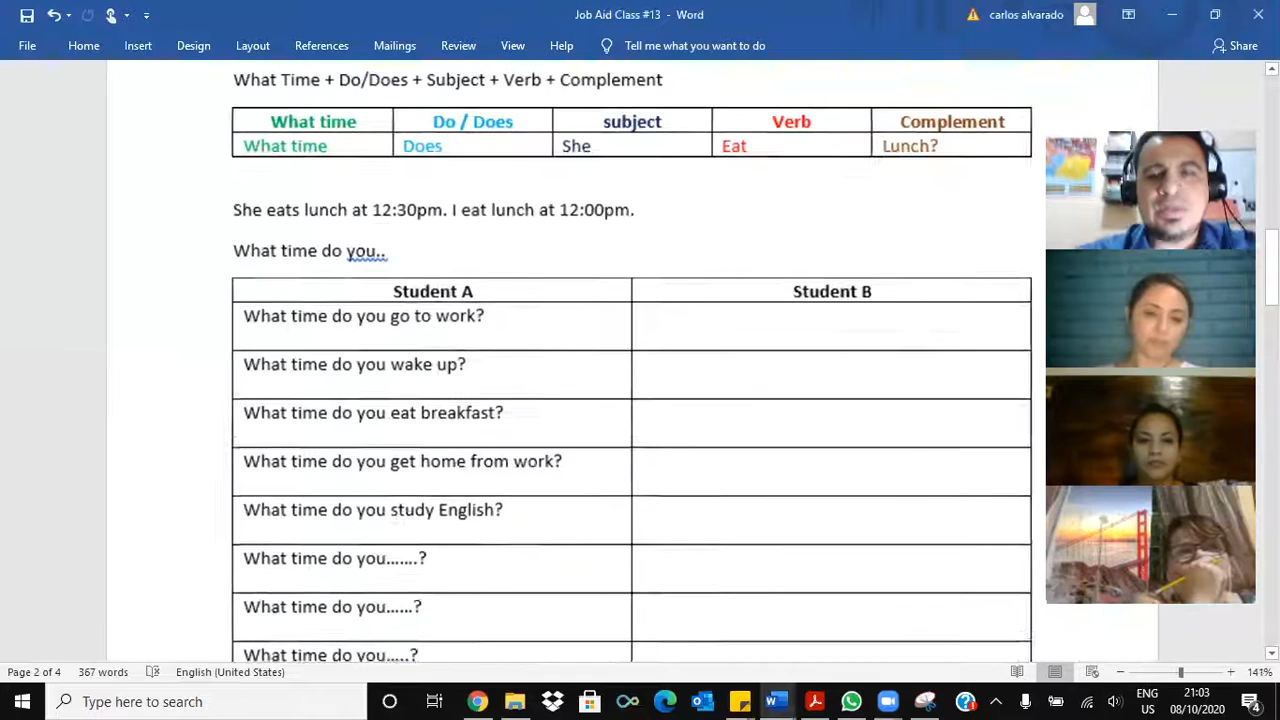 Job Aid Class #13 - Word
carlos alvarado
File Home Insert Design Layout References Mailings Review View Help Tell me what you want to do Share
What Time + Do/Does + Subject + Verb + Complement
What time Do / Does subject Verb Complement
What time Does She Eat Lunch?
She eats lunch at 12:30pm. I eat lunch at 12:00pm.
What time do you..
Student A Student B
What time do you go to work?
What time do you wake up?
What time do you eat breakfast?
What time do you get home from work?
What time do you study English?
What time do you.......?
What time do you......?
What time do you.....?
Page 2 of 4 367 words English (United States) 141%
Type here to search
ENG 21:03
US 08/10/2020 4